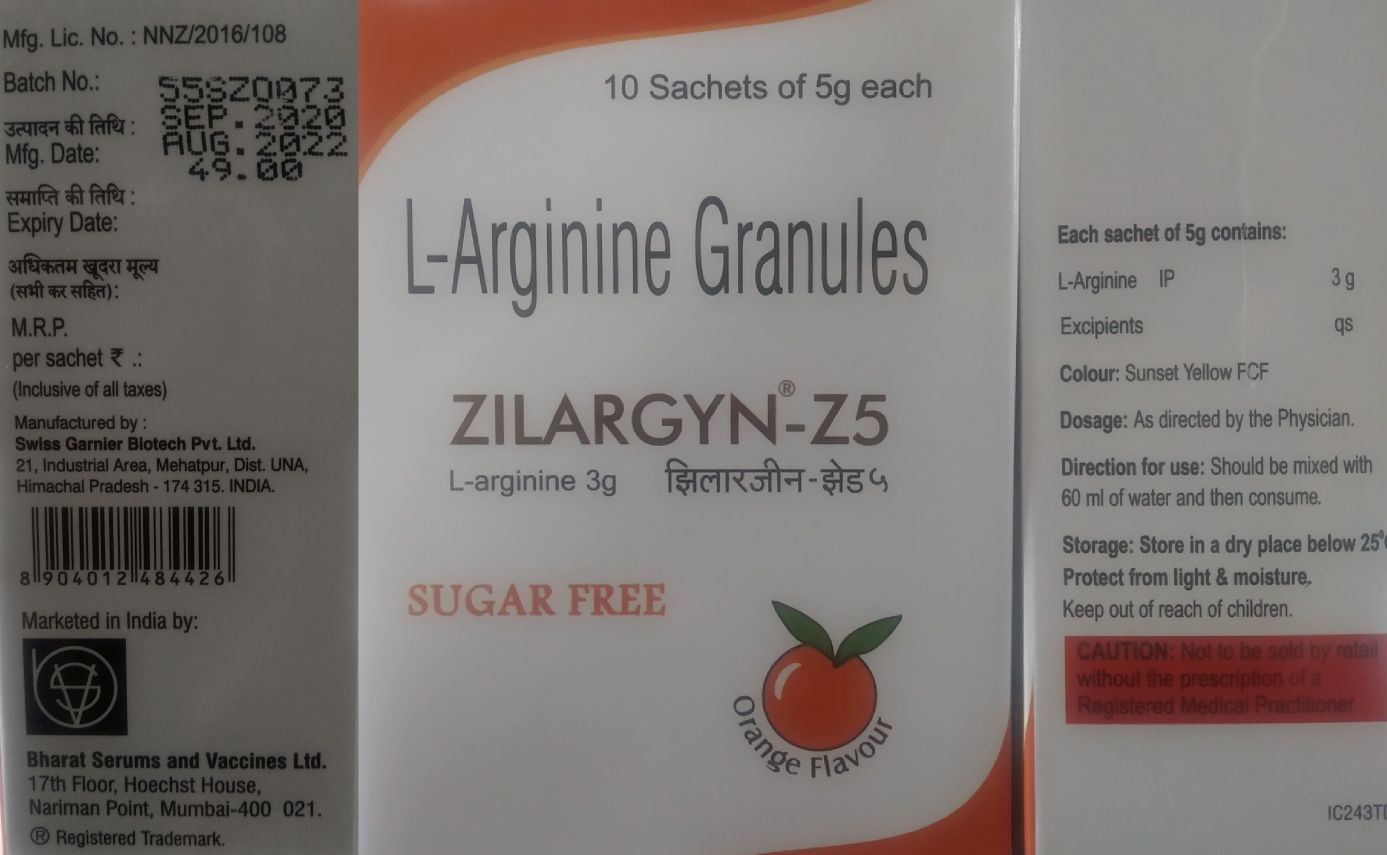 Mfg. Lic. No. : NNZ/2016/108
Batch No.: 55SZ0073
उत्पादन की तिथि : SEP.2020
Mfg. Date: AUG.2022
49.00
समाप्ति की तिथि :
Expiry Date:
अधिकतम खूदरा मूल्य
(सभी कर सहित):
M.R.P.
per sachet ₹ .:
(Inclusive of all taxes)
Manufactured by :
Swiss Garnier Biotech Pvt. Ltd.
21, Industrial Area, Mehatpur, Dist. UNA,
Himachal Pradesh - 174 315. INDIA.
8 904012 484426
Marketed in India by:
Bharat Serums and Vaccines Ltd.
17th Floor, Hoechst House,
Nariman Point, Mumbai-400 021.
® Registered Trademark.
10 Sachets of 5g each
L-Arginine Granules
ZILARGYN®-Z5
L-arginine 3g झिलारजीन-झेड५
SUGAR FREE
Orange Flavour
Each sachet of 5g contains:
L-Arginine IP 3 g
Excipients qs
Colour: Sunset Yellow FCF
Dosage: As directed by the Physician.
Direction for use: Should be mixed with
60 ml of water and then consume.
Storage: Store in a dry place below 25⁰
Protect from light & moisture.
Keep out of reach of children.
CAUTION: Not to be sold by retail
without the prescription of a
Registered Medical Practitioner.